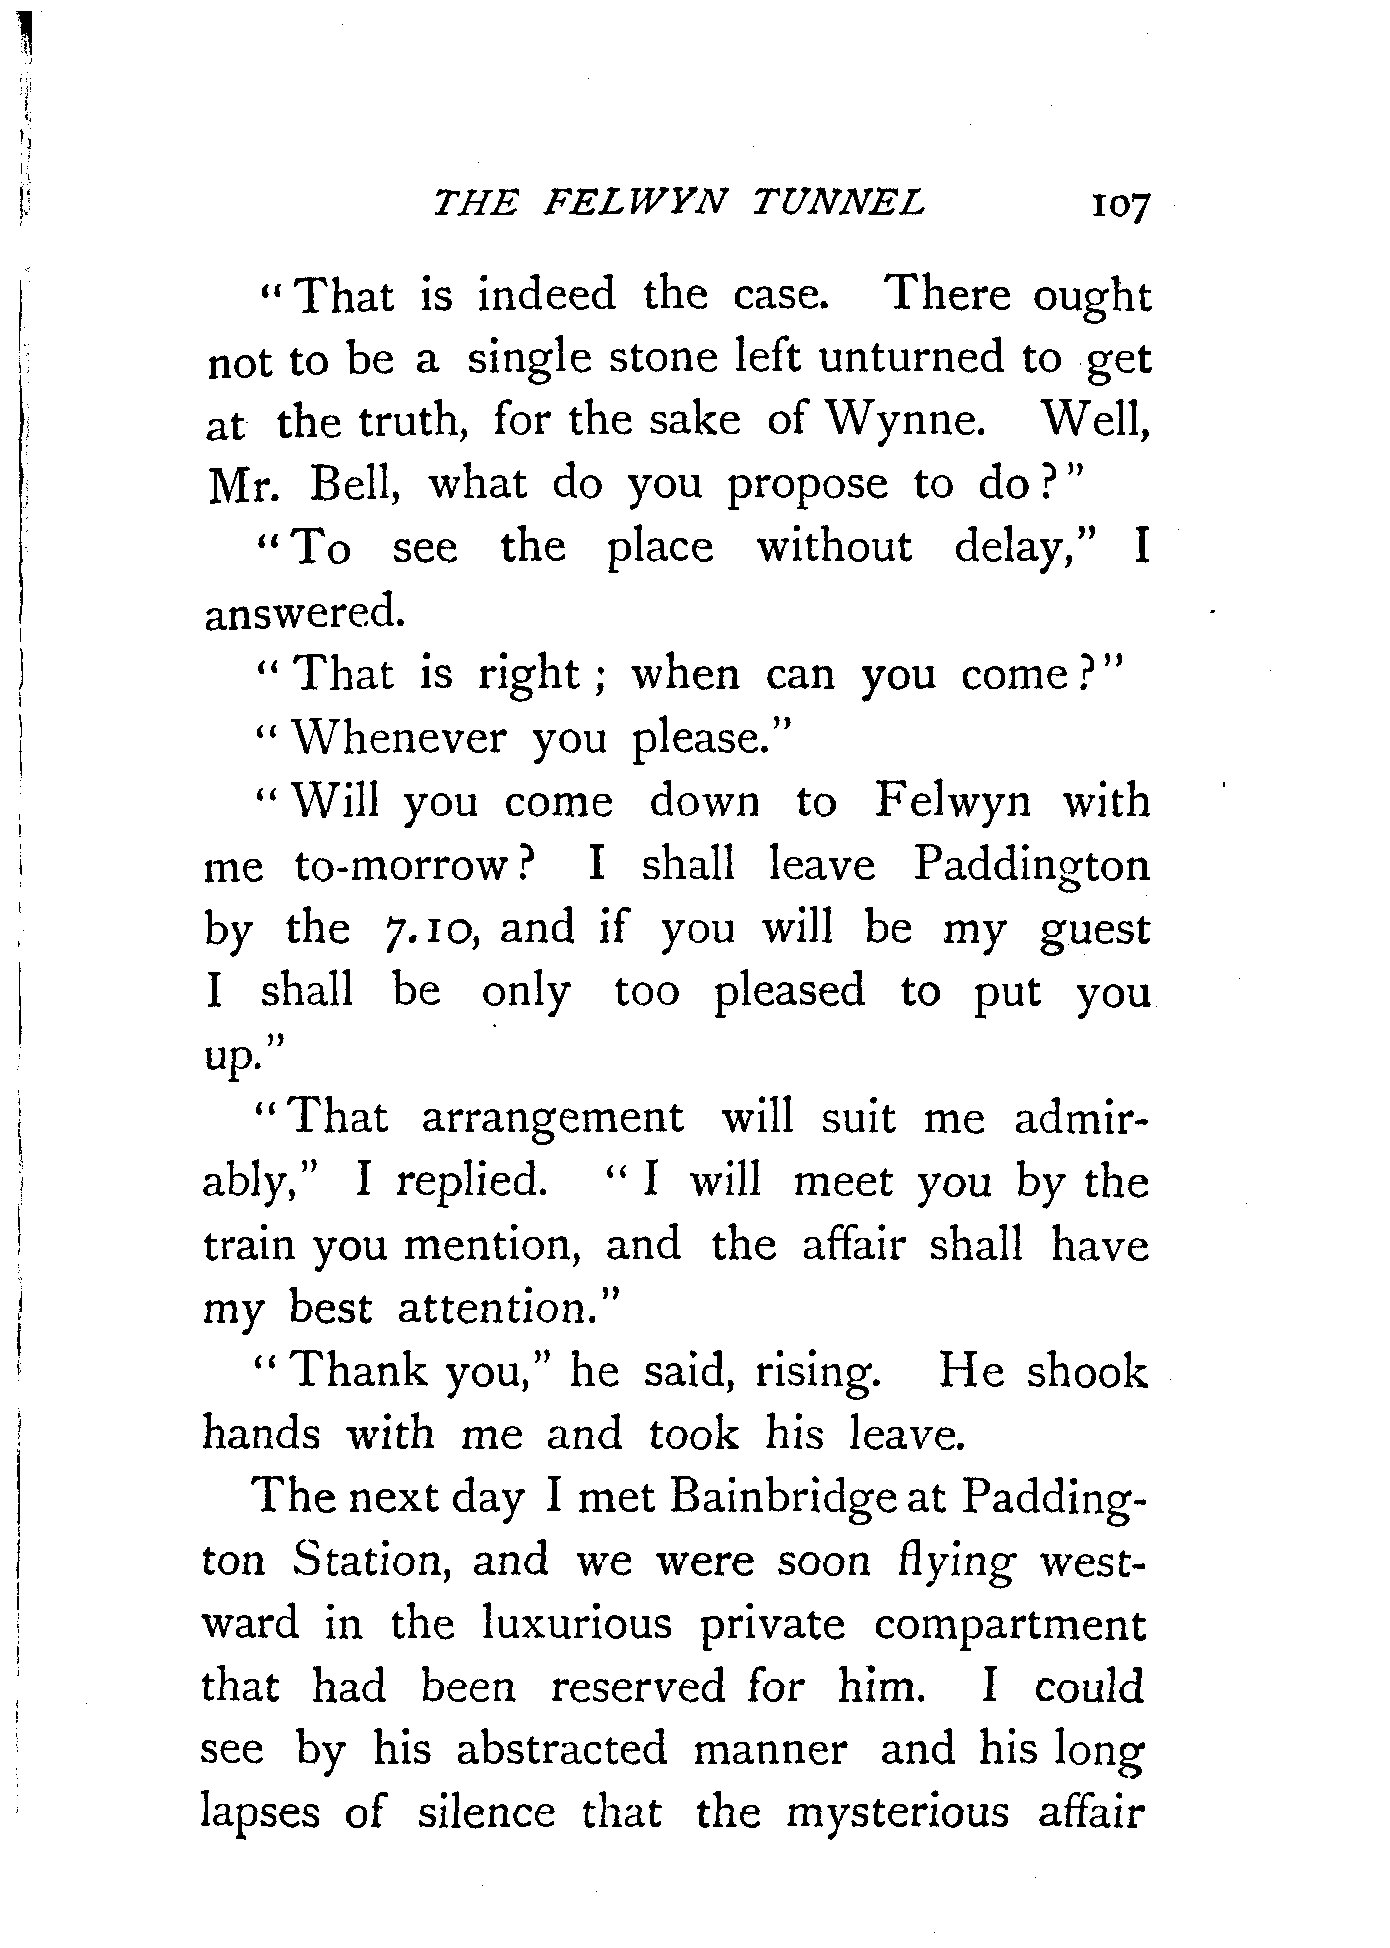 THE FELWYN TUNNEL 107
“ That is indeed the case. There ought
not to be a single stone left unturned to get
at the truth, for the sake of Wynne. Well,
Mr. Bell, what do you propose to do?”
“ To see the place without delay,” I
answered.
“ That is right ; when can you come?”
“ Whenever you please.”
“ Will you come down to Felwyn with
me to-morrow? I shall leave Paddington
by the 7.10, and if you will be my guest
I shall be only too pleased to put you
up.”
“ That arrangement will suit me admir-
ably,” I replied. “ I will meet you by the
train you mention, and the affair shall have
my best attention.”
“ Thank you,” he said, rising. He shook
hands with me and took his leave.
The next day I met Bainbridge at Padding-
ton Station, and we were soon flying west-
ward in the luxurious private compartment
that had been reserved for him. I could
see by his abstracted manner and his long
lapses of silence that the mysterious affair